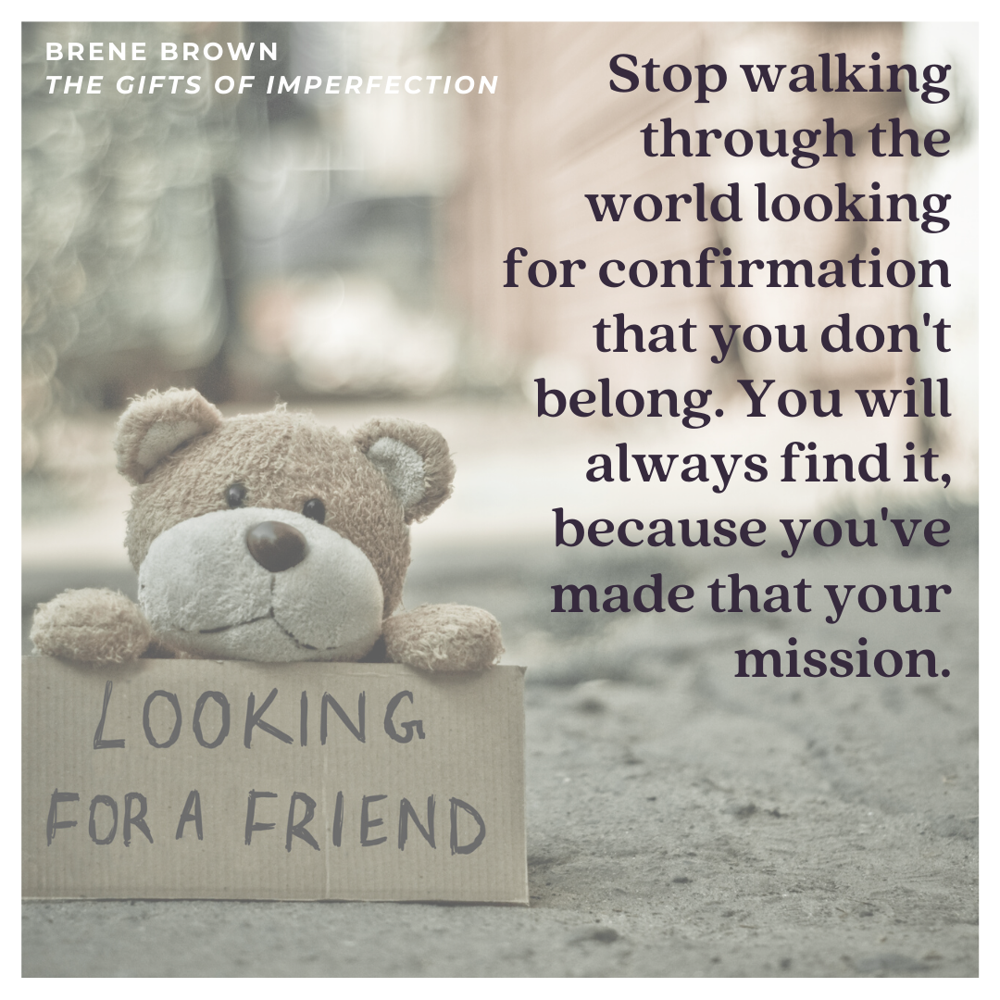 BRENE BROWN
THE GIFTS OF IMPERFECTION
Stop walking
through the
world looking
for confirmation
that you don't
belong. You will
always find it,
because you've
made that your
mission.
LOOKING
FOR A FRIEND